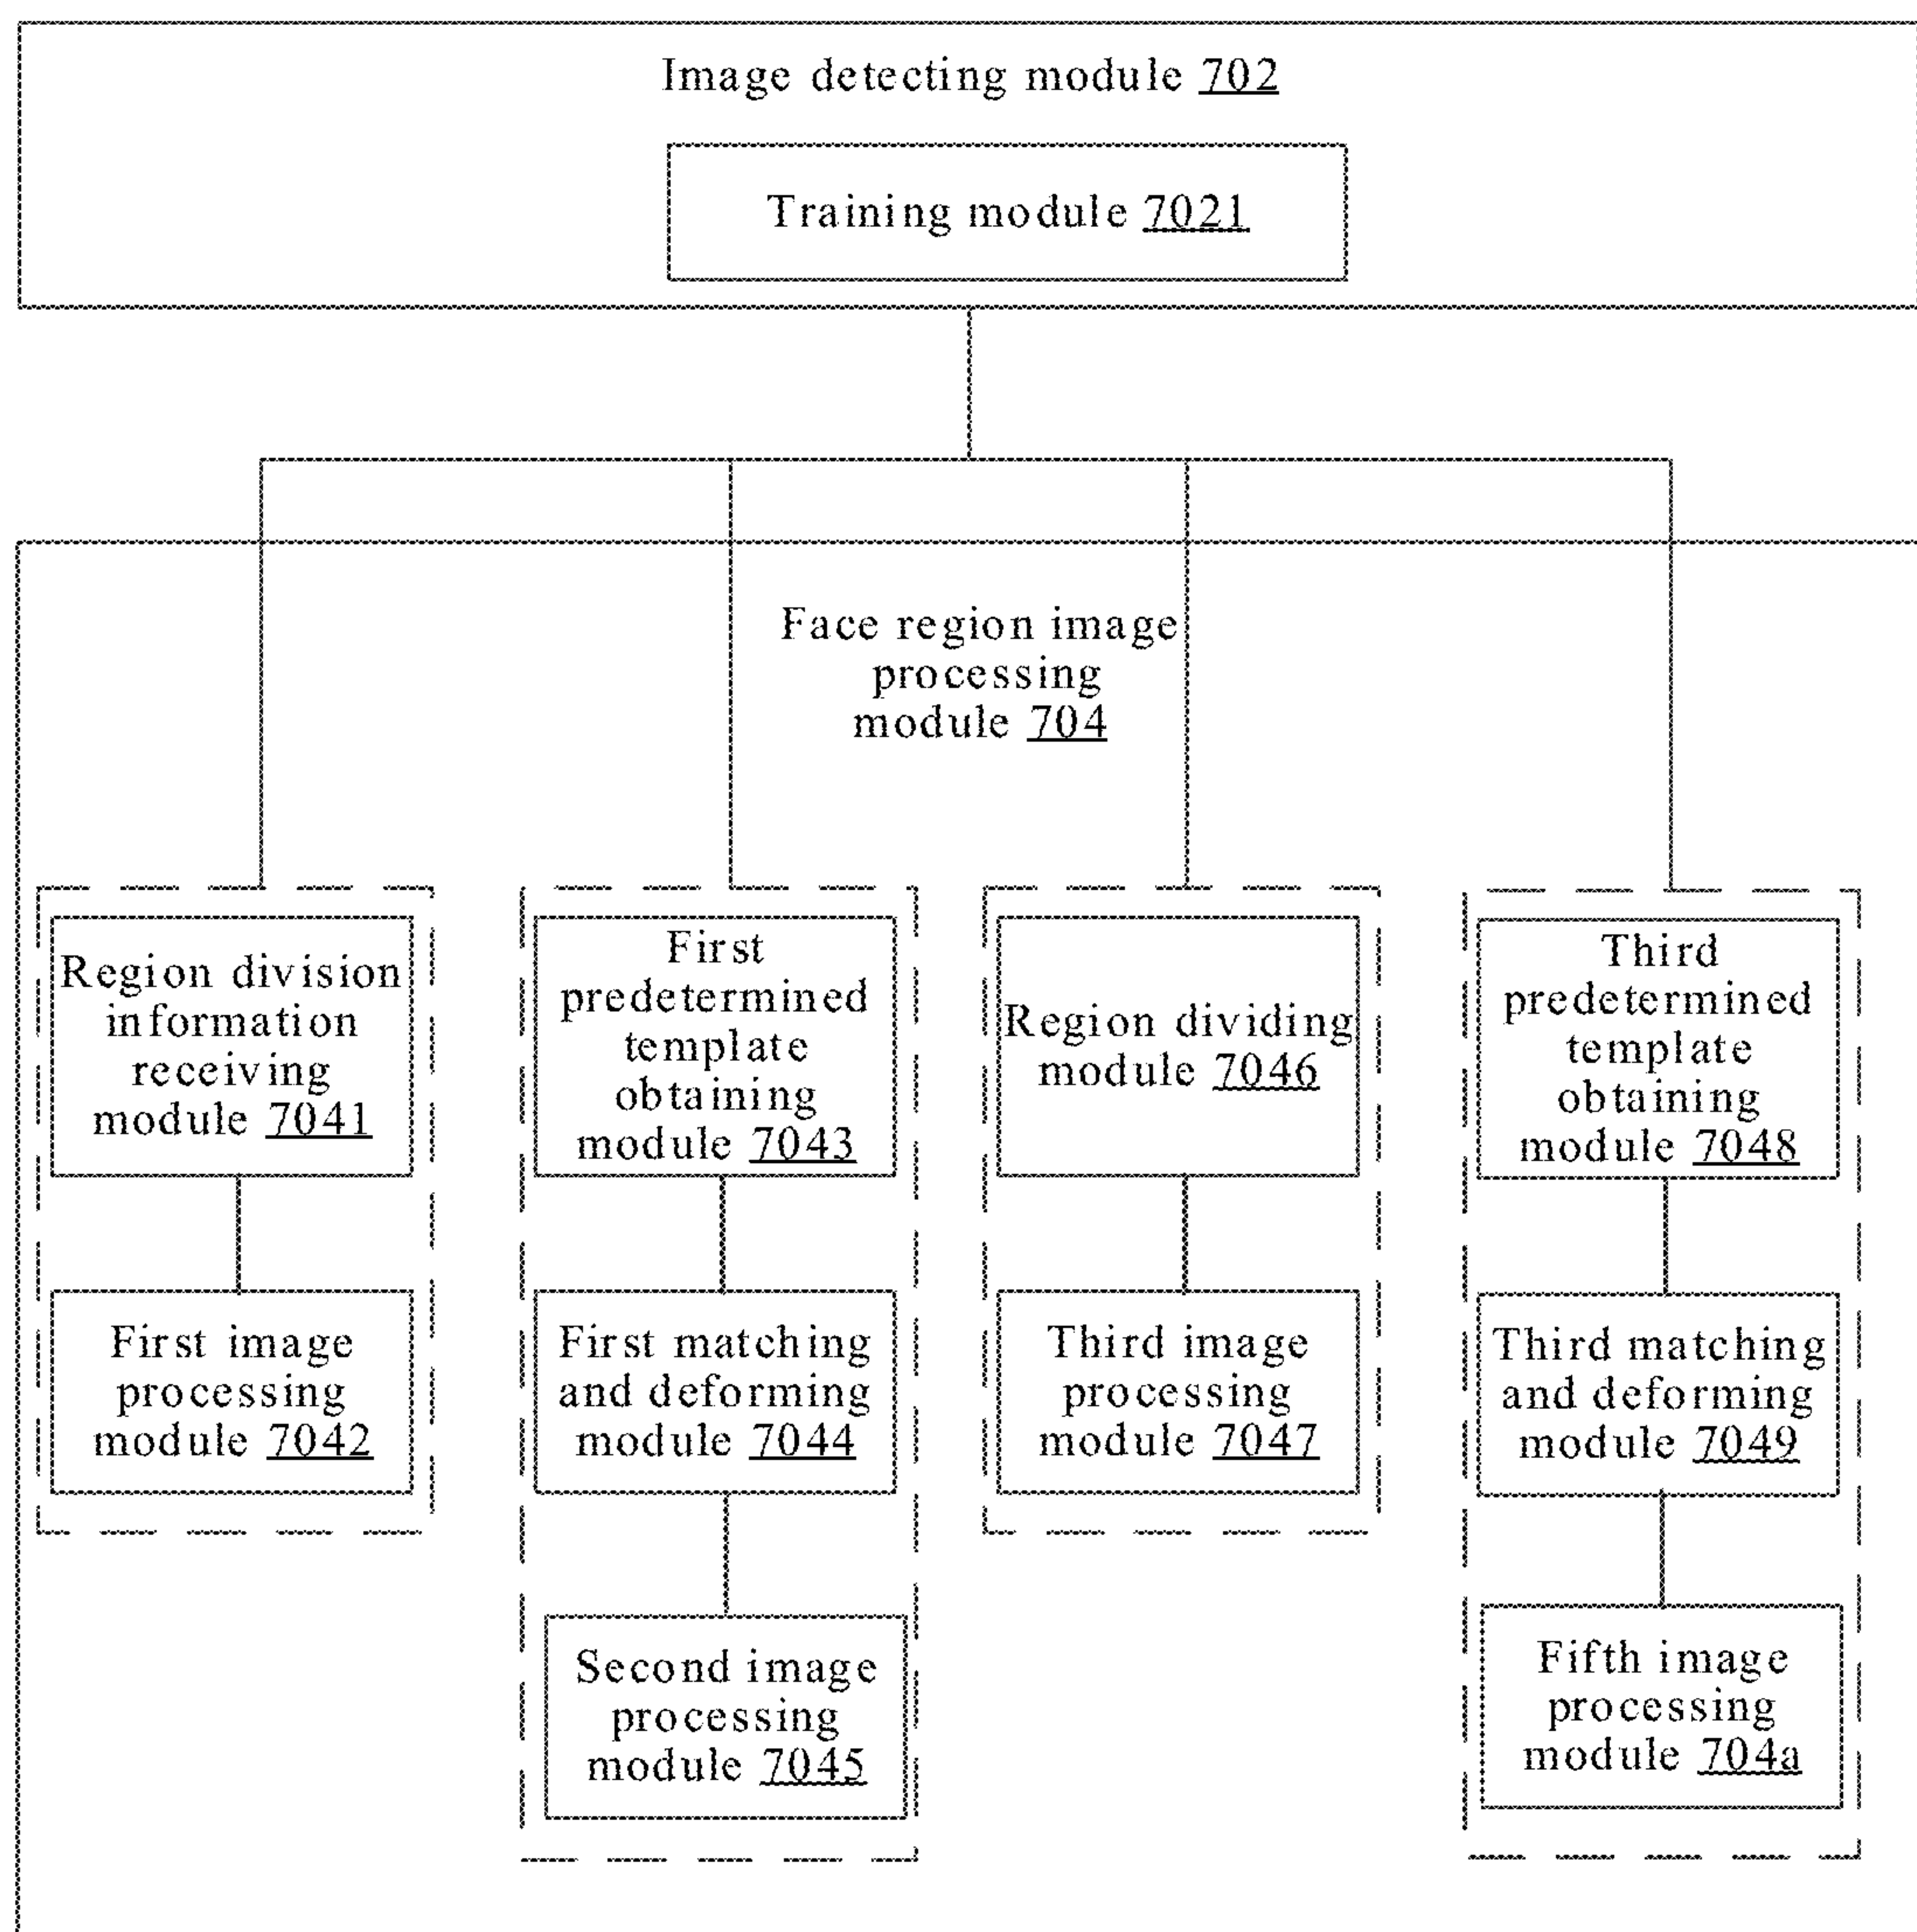 Image detecting module 702
Training module 7021
Face region image
processing
module 704
Region division
information
receiving
module 7041
First image
processing
module 7042
First
predetermined
template
obtaining
module 7043
First matching
and deforming
module 7044
Second image
processing
module 7045
Region dividing
module 7046
Third image
processing
module 7047
Third
predetermined
template
obtaining
module 7048
Third matching
and deforming
module 7049
Fifth image
processing
module 704a